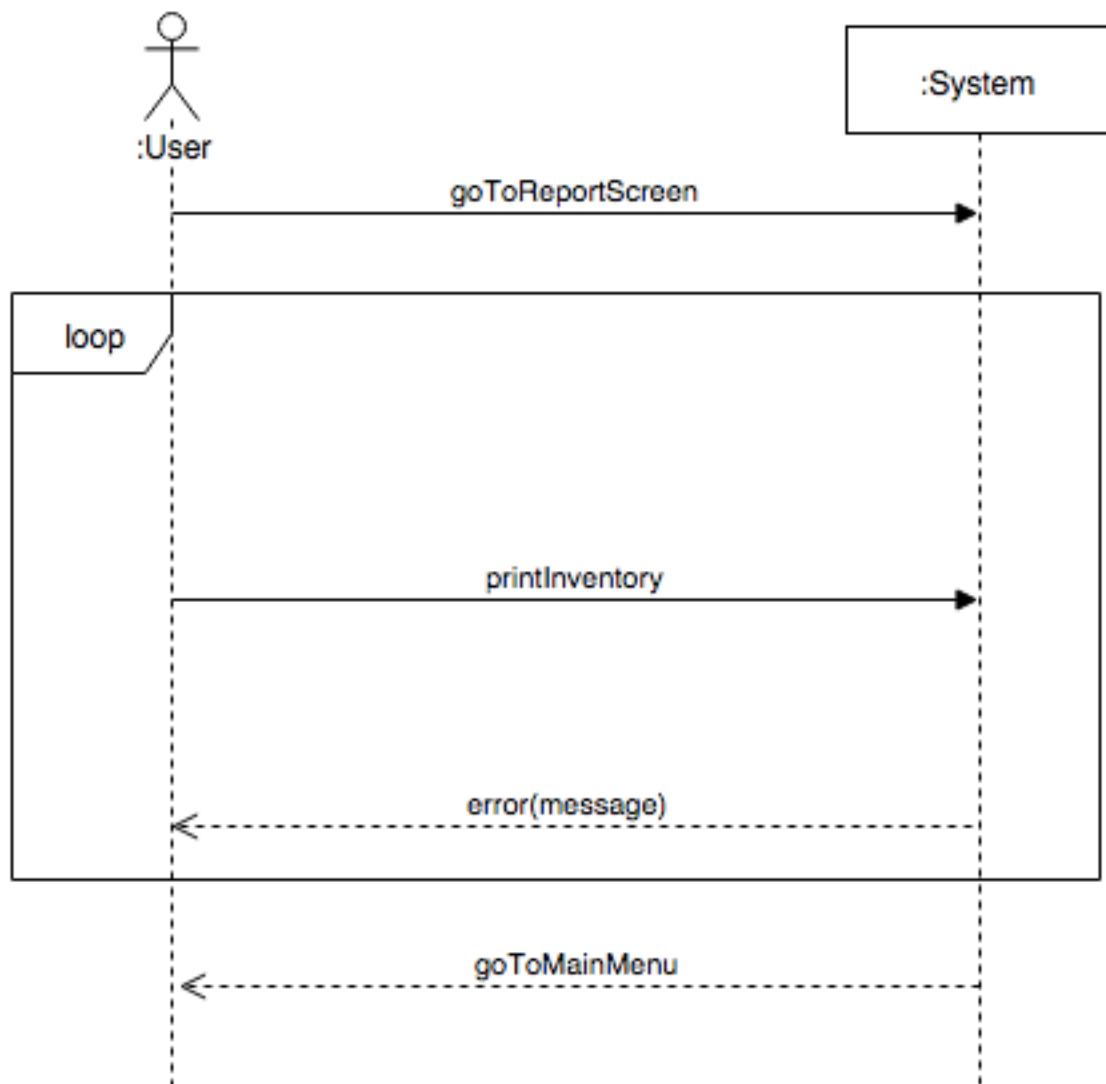 :System
:User
goToReportScreen
loop
printInventory
error(message)
goToMainMenu